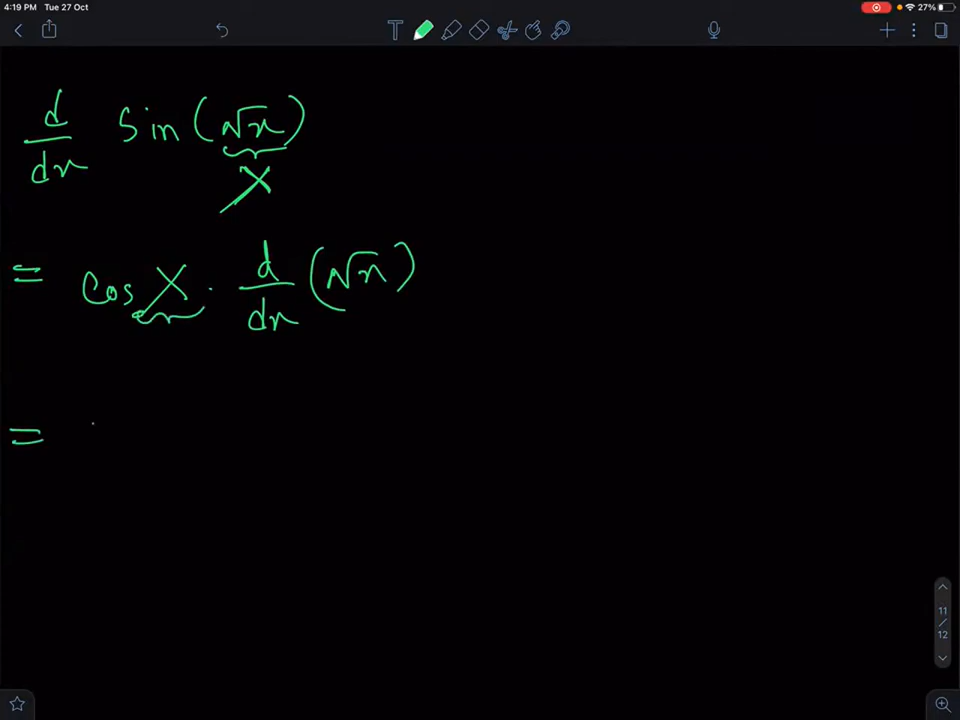 4:19 PM Tue 27 Oct
27%
T
d/dx sin(√x)
X
= cos X · d/dx (√x)
=
11
/
12